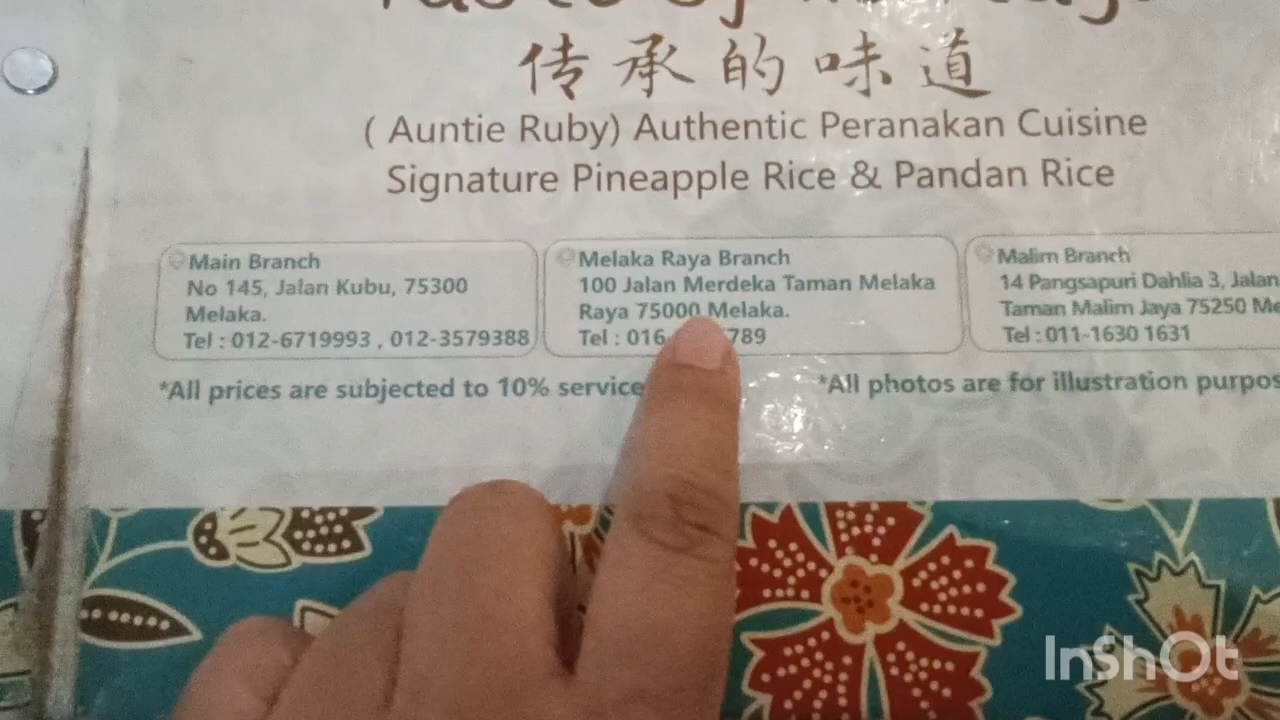 传承的味道
( Auntie Ruby) Authentic Peranakan Cuisine
Signature Pineapple Rice & Pandan Rice
Main Branch
No 145, Jalan Kubu, 75300
Melaka.
Tel : 012-6719993 , 012-3579388
Melaka Raya Branch
100 Jalan Merdeka Taman Melaka
Raya 75000 Melaka.
Tel : 016 789
Malim Branch
14 Pangsapuri Dahlia 3, Jalan
Taman Malim Jaya 75250
Tel : 011-1630 1631
*All prices are subjected to 10% service
*All photos are for illustration
InShOt